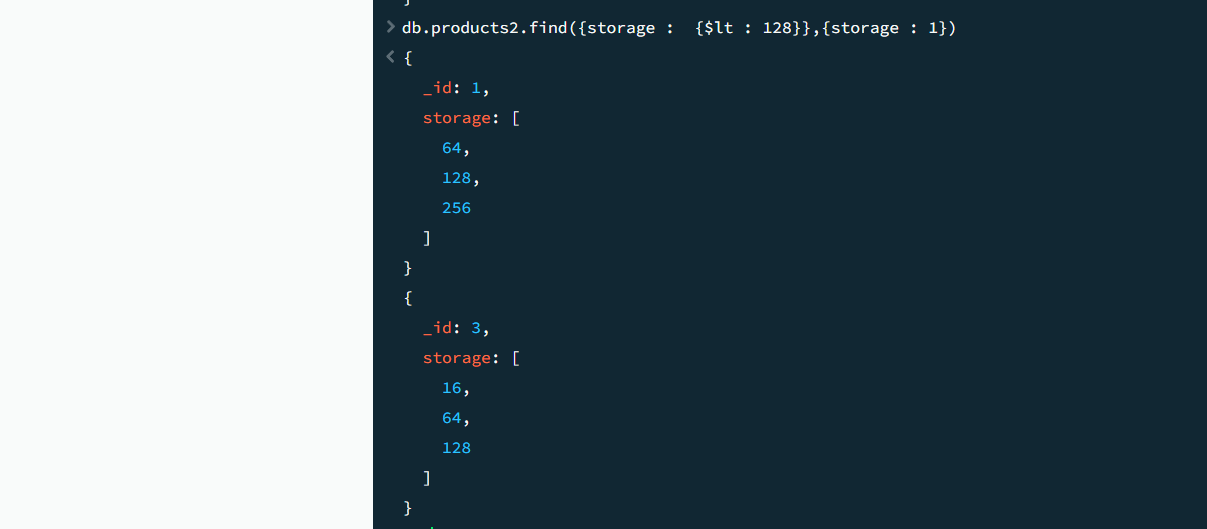 }
> db.products2.find({storage :  {$lt : 128}},{storage : 1})
< {
_id: 1,
storage: [
64,
128,
256
]
}
{
_id: 3,
storage: [
16,
64,
128
]
}